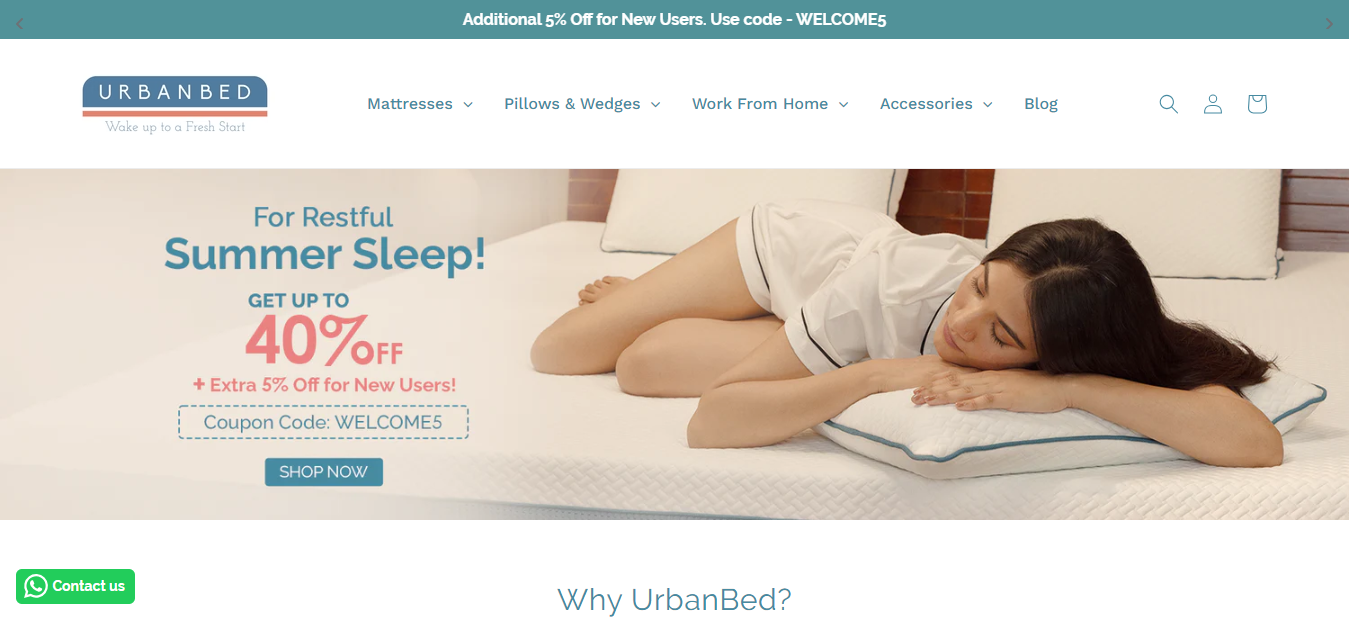 Additional 5% Off for New Users. Use code - WELCOME5
URBANBED
Wake up to a Fresh Start
Mattresses
Pillows & Wedges
Work From Home
Accessories
Blog
For Restful
Summer Sleep!
GET UP TO
40%OFF
+ Extra 5% Off for New Users!
Coupon Code: WELCOME5
SHOP NOW
Contact us
Why UrbanBed?